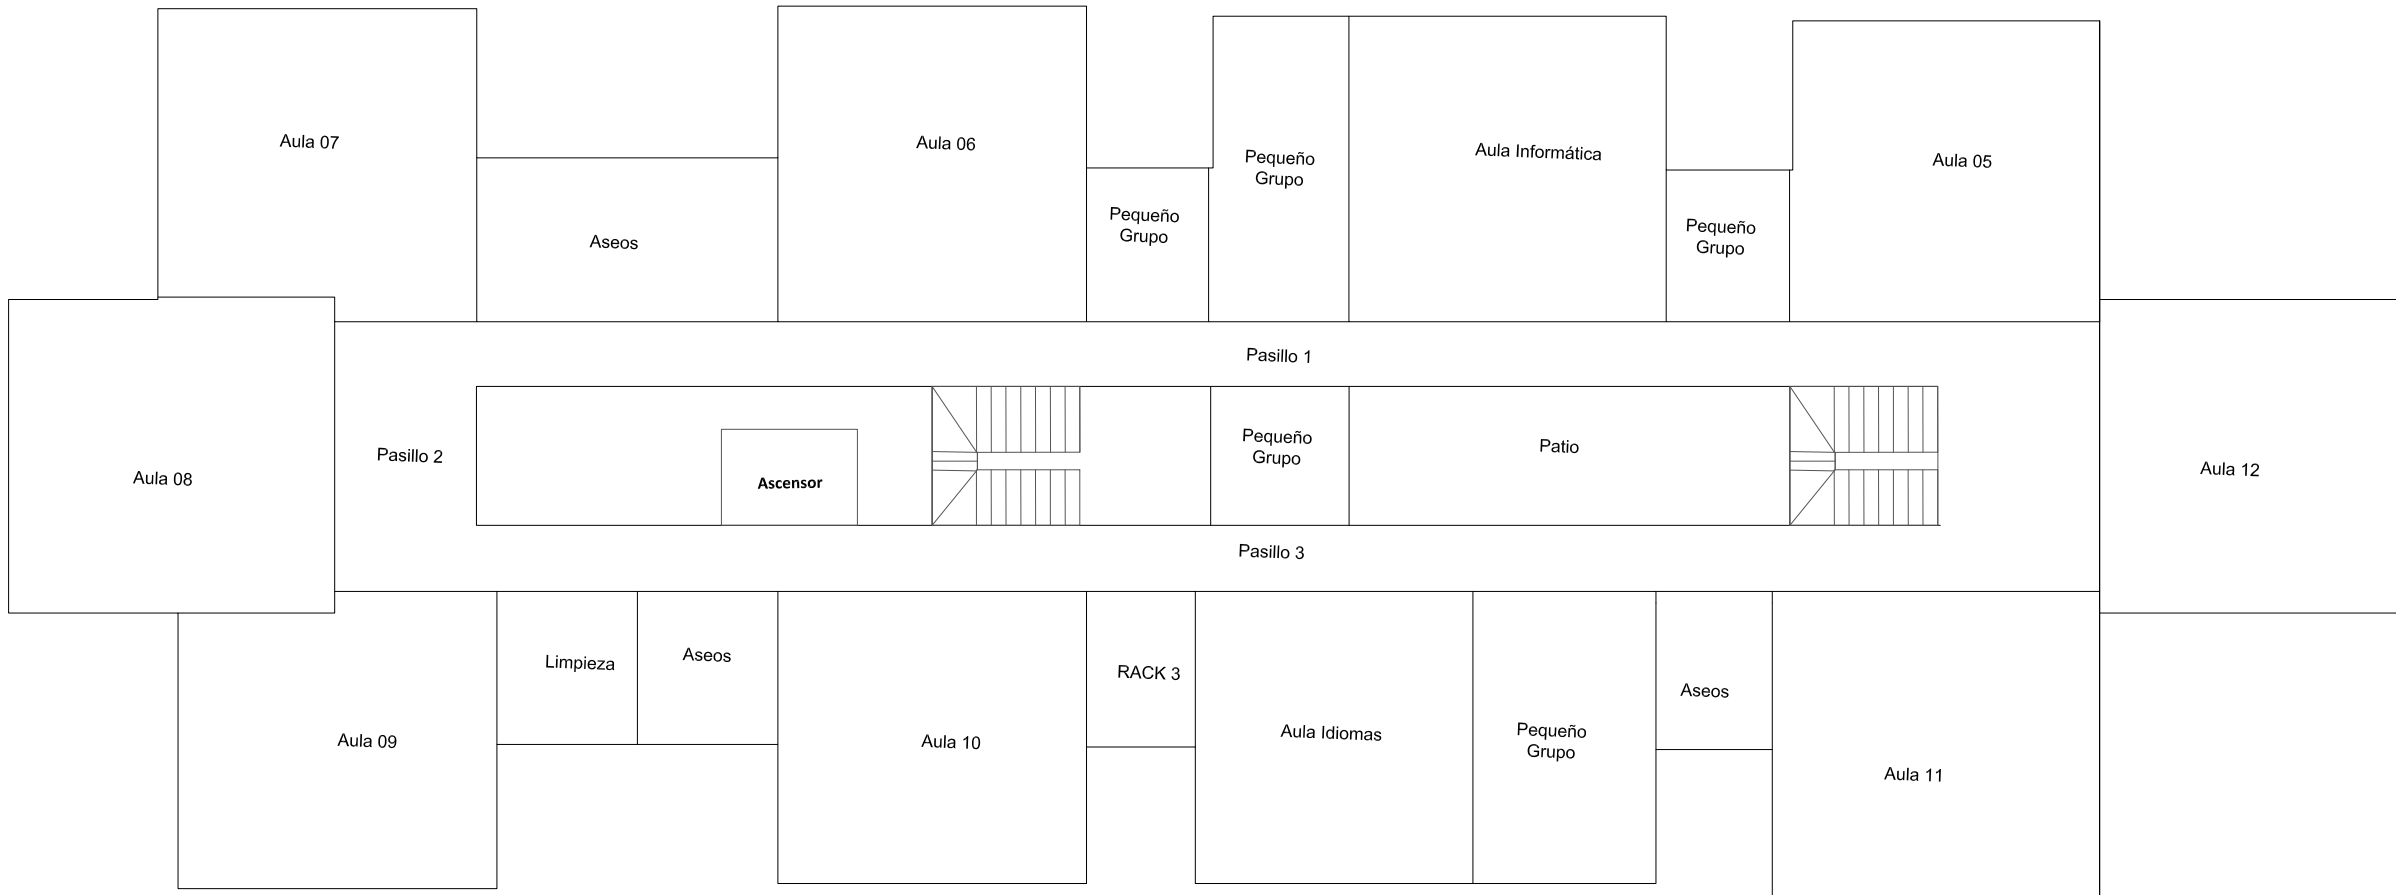 Aula 07
Aula 06
Pequeño
Grupo
Aula Informática
Aula 05
Aseos
Pequeño
Grupo
Pequeño
Grupo
Pasillo 1
Aula 08
Pasillo 2
Ascensor
Pequeño
Grupo
Patio
Aula 12
Pasillo 3
Limpieza
Aseos
RACK 3
Aseos
Aula 09
Aula 10
Aula Idiomas
Pequeño
Grupo
Aula 11